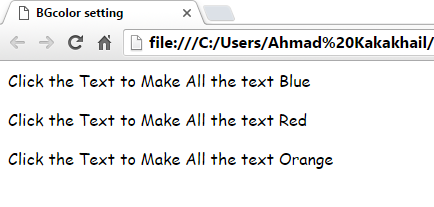 BGcolor setting
file:///C:/Users/Ahmad%20Kakakhail/
Click the Text to Make All the text Blue
Click the Text to Make All the text Red
Click the Text to Make All the text Orange